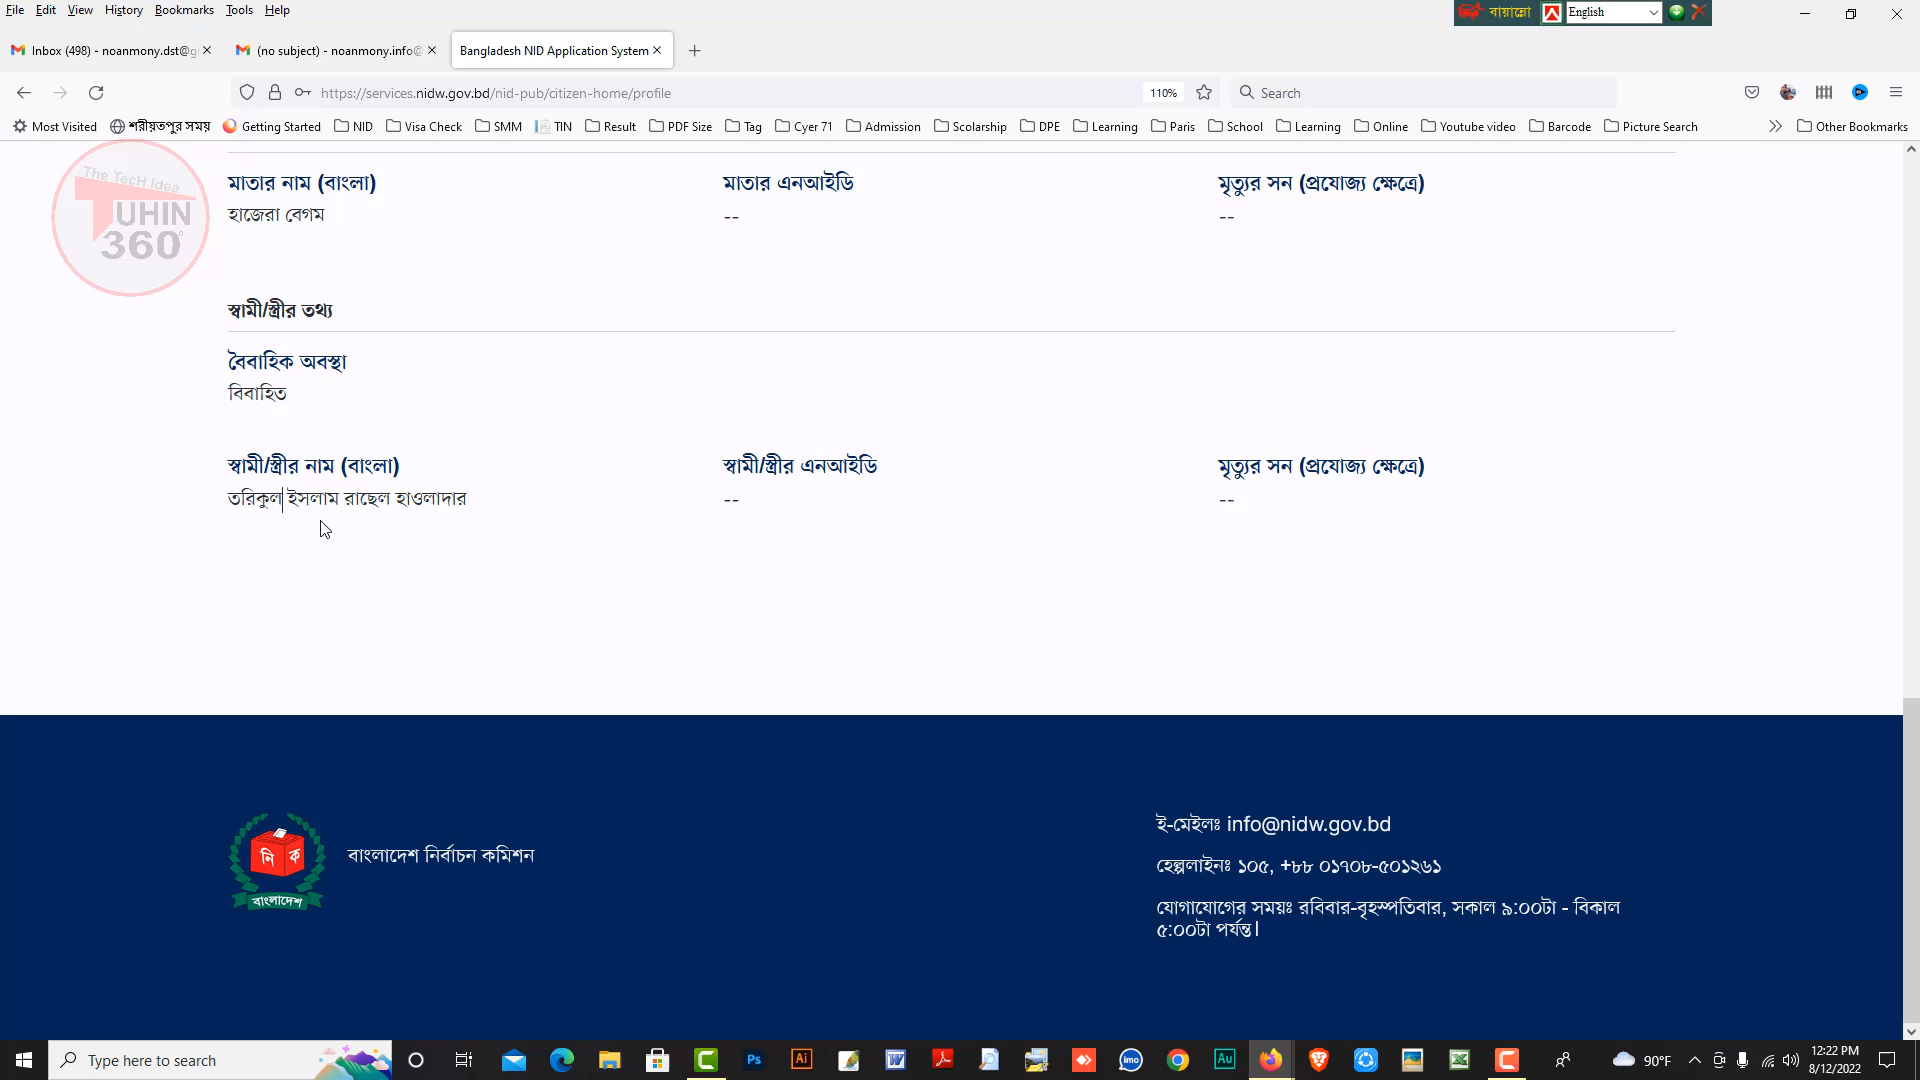 File Edit View History Bookmarks Tools Help
বায়ান্নো English
Inbox (498) - noanmony.dst@g
(no subject) - noanmony.info@
Bangladesh NID Application System
https://services.nidw.gov.bd/nid-pub/citizen-home/profile 110% Search
Most Visited শরীয়তপুর সময় Getting Started NID Visa Check SMM TIN Result PDF Size Tag Cyer 71 Admission Scolarship DPE Learning Paris School Learning Online Youtube video Barcode Picture Search Other Bookmarks
The TecH Idea
TUHIN
360°
মাতার নাম (বাংলা) মাতার এনআইডি মৃত্যুর সন (প্রযোজ্য ক্ষেত্রে)
হাজেরা বেগম -- --
স্বামী/স্ত্রীর তথ্য
বৈবাহিক অবস্থা
বিবাহিত
স্বামী/স্ত্রীর নাম (বাংলা) স্বামী/স্ত্রীর এনআইডি মৃত্যুর সন (প্রযোজ্য ক্ষেত্রে)
তরিকুল ইসলাম রাছেল হাওলাদার -- --
নি ক
বাংলাদেশ
বাংলাদেশ নির্বাচন কমিশন
ই-মেইলঃ info@nidw.gov.bd
হেল্পলাইনঃ ১০৫, +৮৮ ০১৭০৮-৫০১২৬১
যোগাযোগের সময়ঃ রবিবার-বৃহস্পতিবার, সকাল ৯:০০টা - বিকাল
৫:০০টা পর্যন্ত।
Type here to search
Ps Ai imo Au
90°F
12:22 PM
8/12/2022